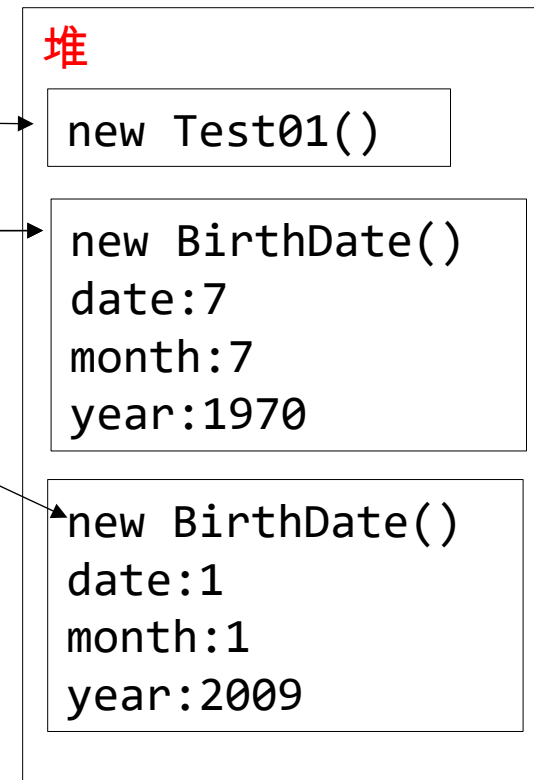 堆
new Test01()
new BirthDate()
date:7
month:7
year:1970
new BirthDate()
date:1
month:1
year:2009